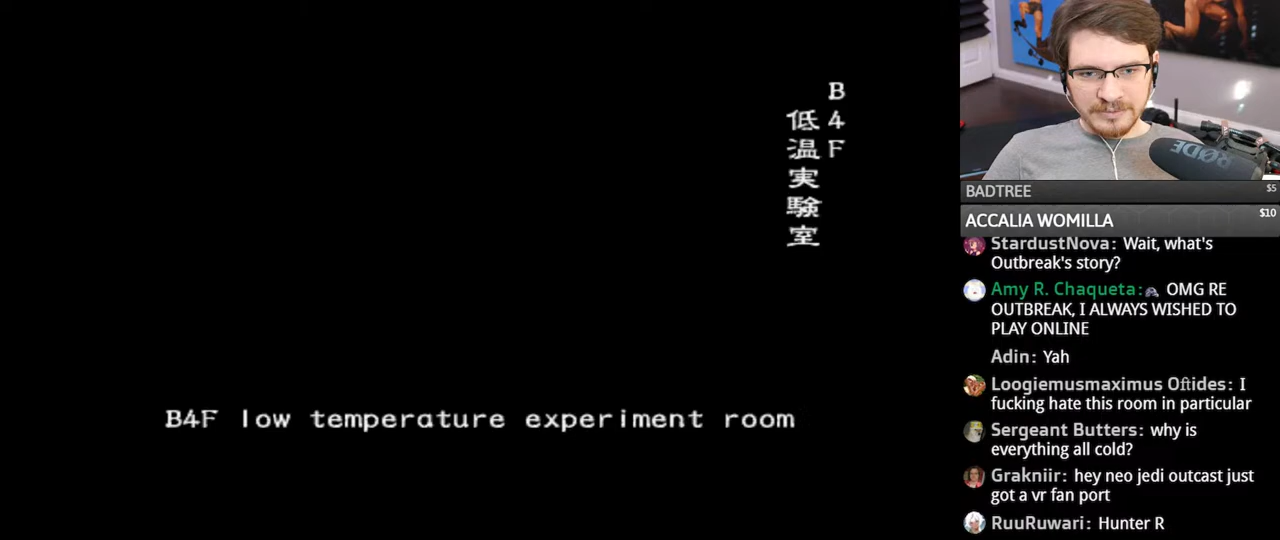 B4F
低温実験室
B4F low temperature experiment room
RØDE
BADTREE
$5
ACCALIA WOMILLA
$10
StardustNova: Wait, what's
Outbreak's story?
Amy R. Chaqueta: OMG RE
OUTBREAK, I ALWAYS WISHED TO
PLAY ONLINE
Adin: Yah
Loogiemusmaximus Oftides: I
fucking hate this room in particular
Sergeant Butters: why is
everything all cold?
Grakniir: hey neo jedi outcast just
got a vr fan port
RuuRuwari: Hunter R